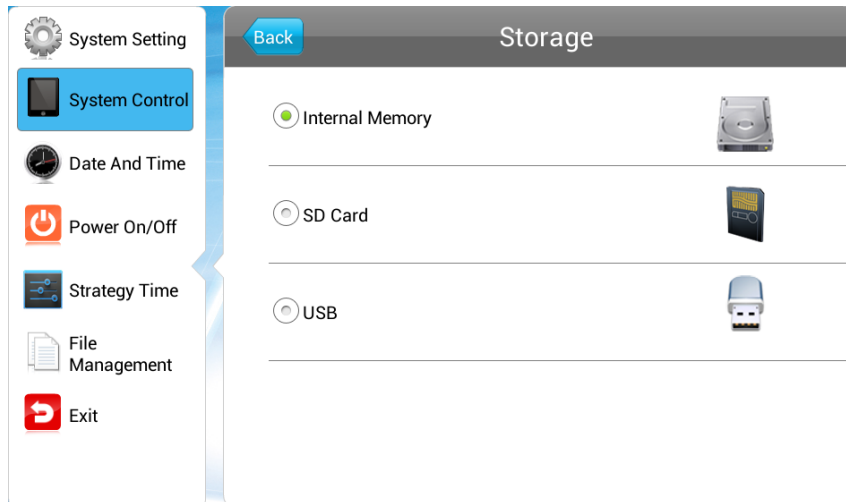 System Setting
System Control
Date And Time
Power On/Off
Strategy Time
File
Management
Exit
Back
Storage
Internal Memory
SD Card
USB